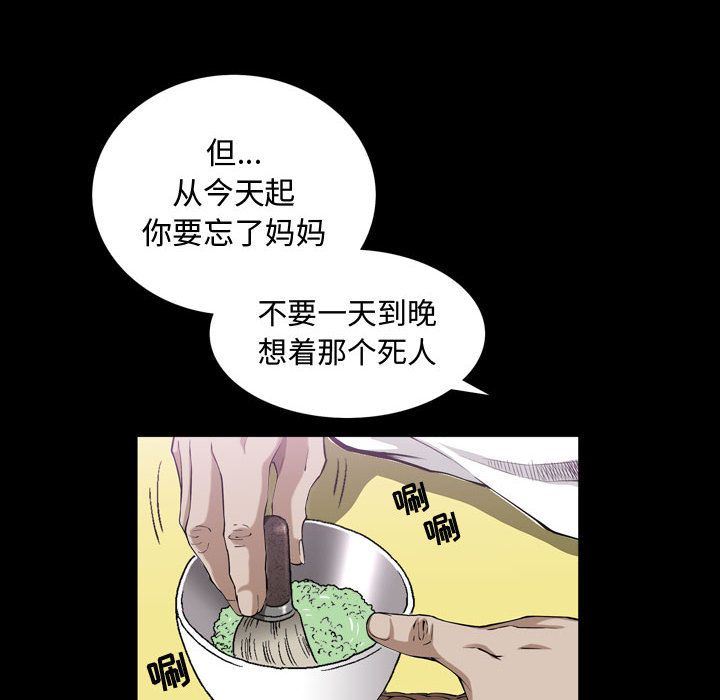 但...
从今天起
你要忘了妈妈
不要一天到晚
想着那个死人
唰
唰
唰